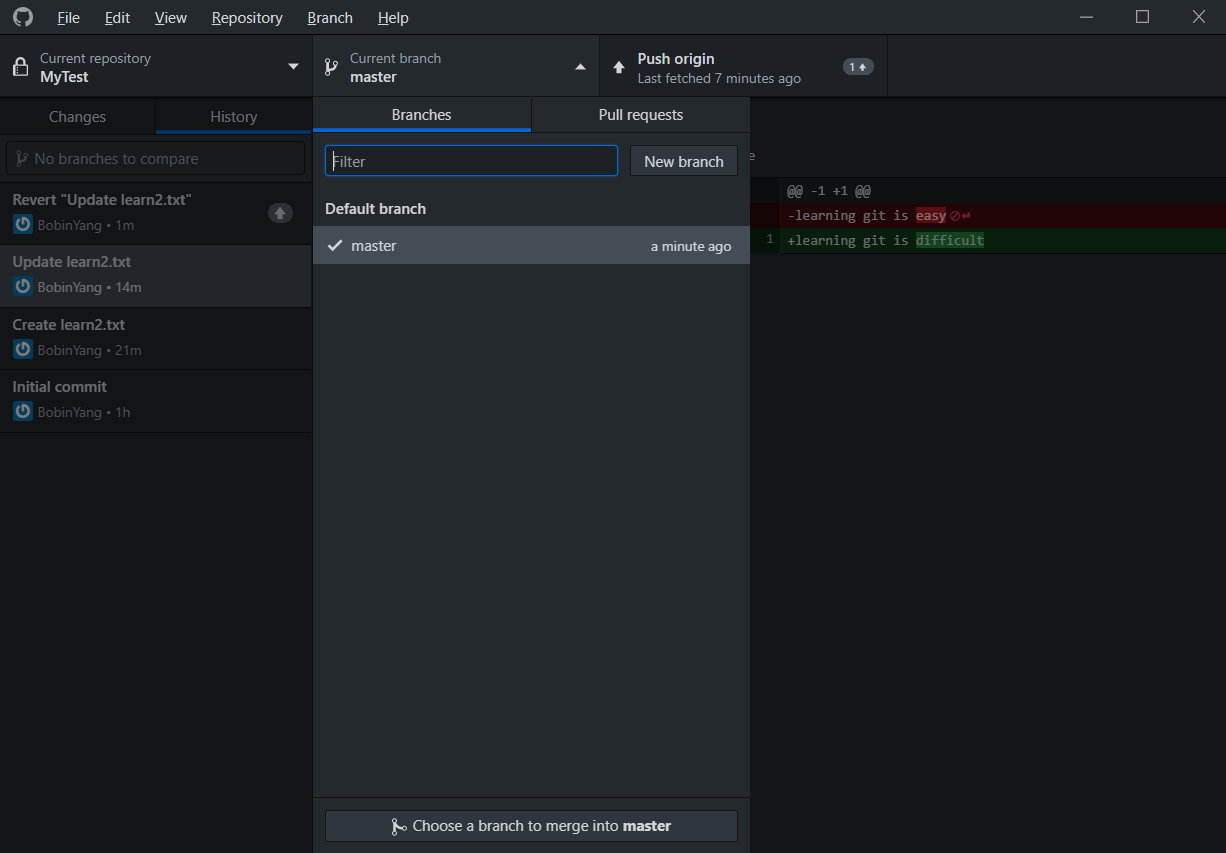 File Edit View Repository Branch Help
Current repository
MyTest
Current branch
master
Push origin
Last fetched 7 minutes ago
1
Changes
History
No branches to compare
Revert "Update learn2.txt"
BobinYang • 1m
Update learn2.txt
BobinYang • 14m
Create learn2.txt
BobinYang • 21m
Initial commit
BobinYang • 1h
Branches
Pull requests
Filter
New branch
Default branch
master
a minute ago
Choose a branch to merge into master
e
@@ -1 +1 @@
-learning git is easy
1 +learning git is difficult